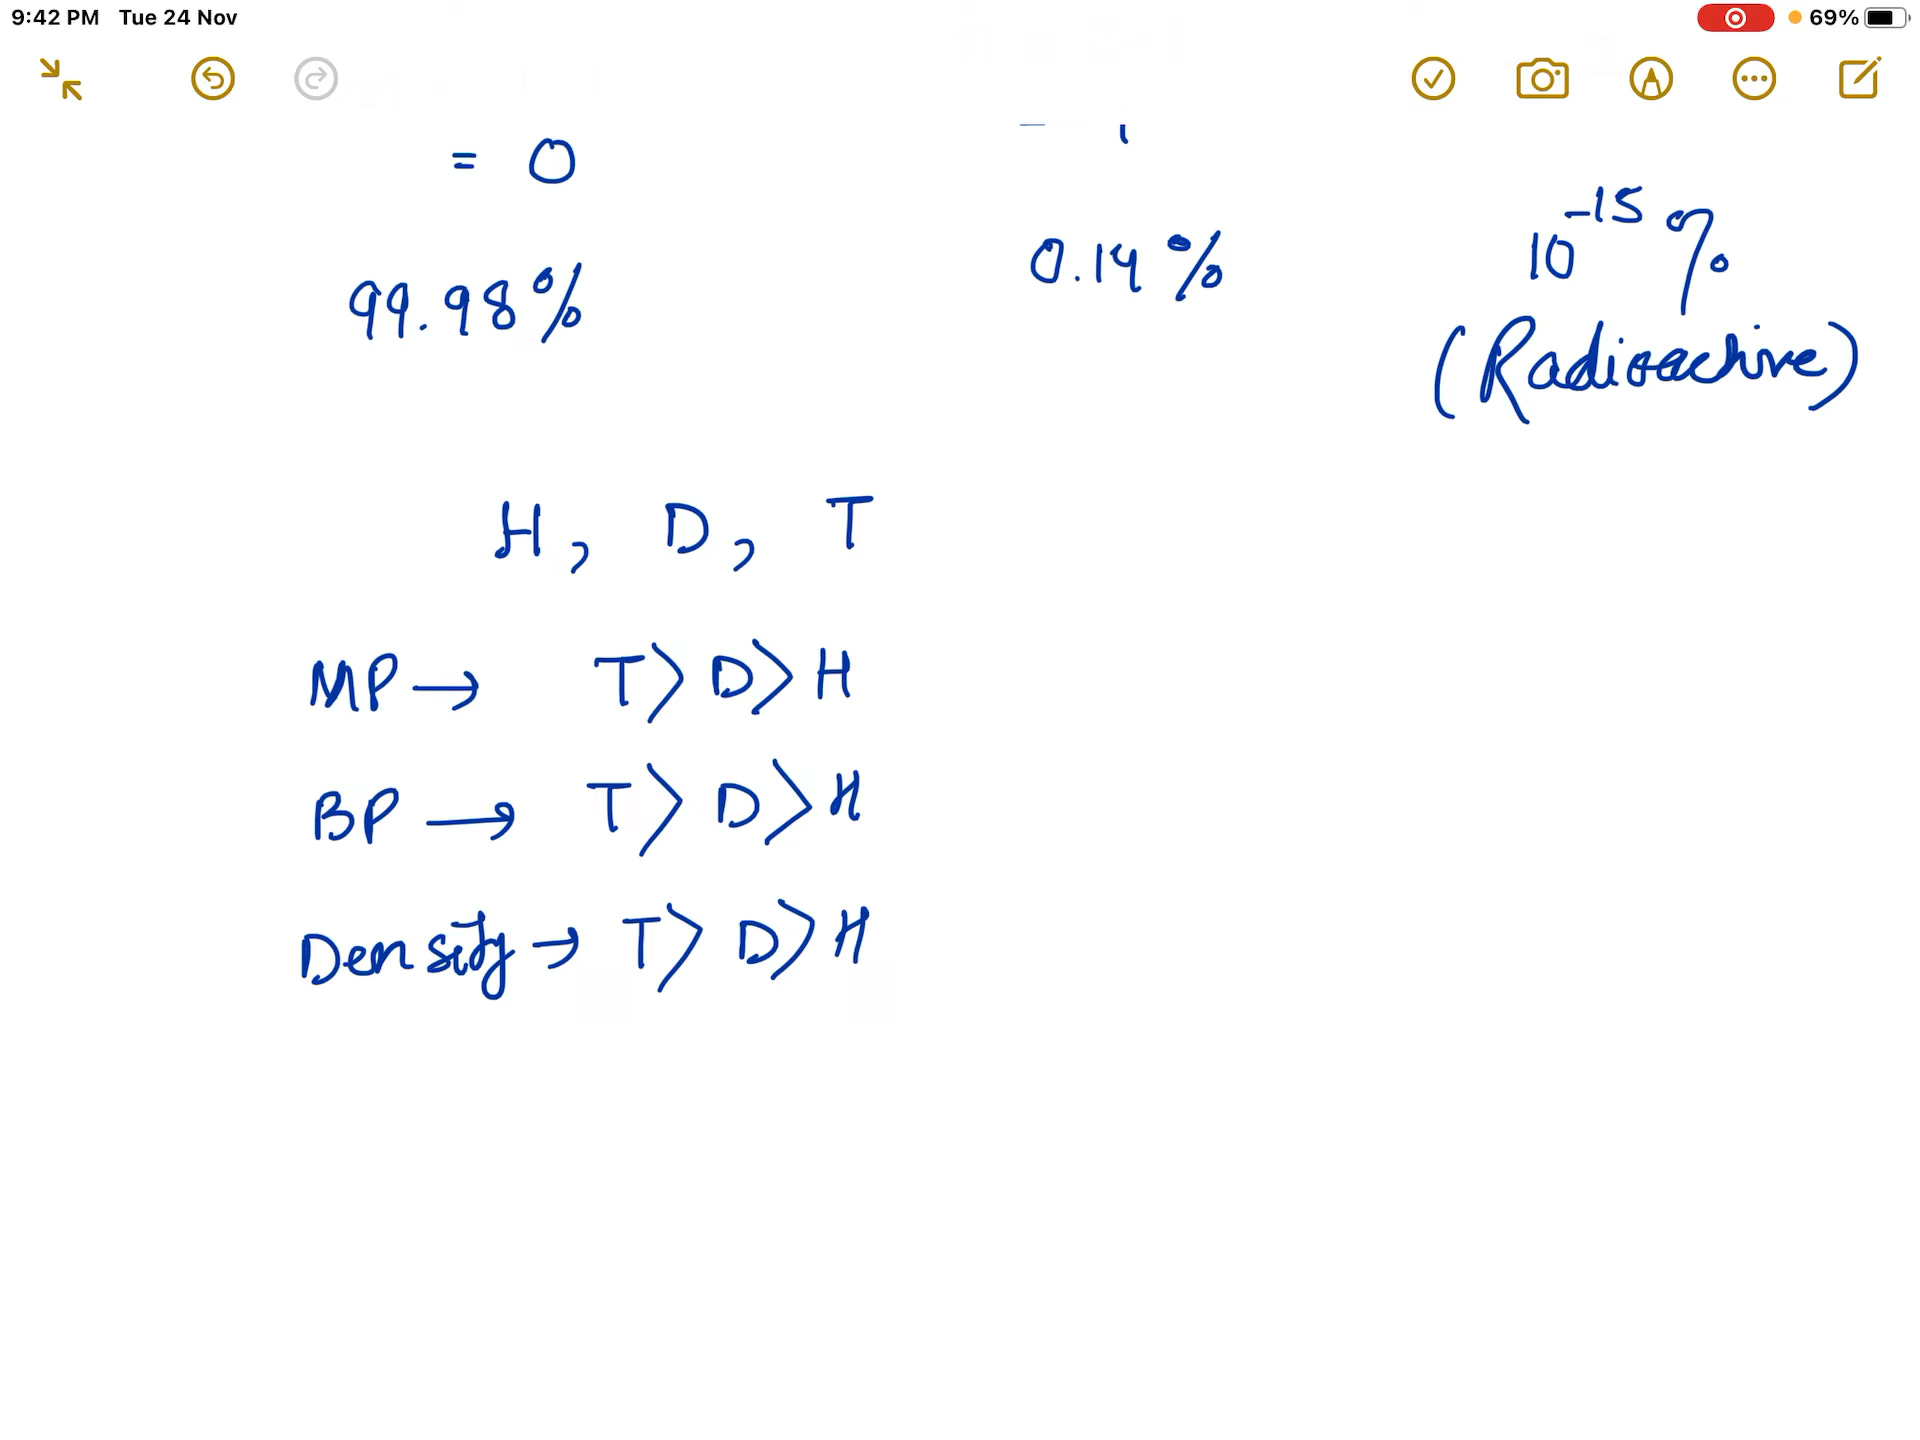 9:42 PM Tue 24 Nov 69%
= 0
99.98%
0.14%
10⁻¹⁵ %
(Radioactive)
H, D, T
MP → T > D > H
BP → T > D > H
Density → T > D > H